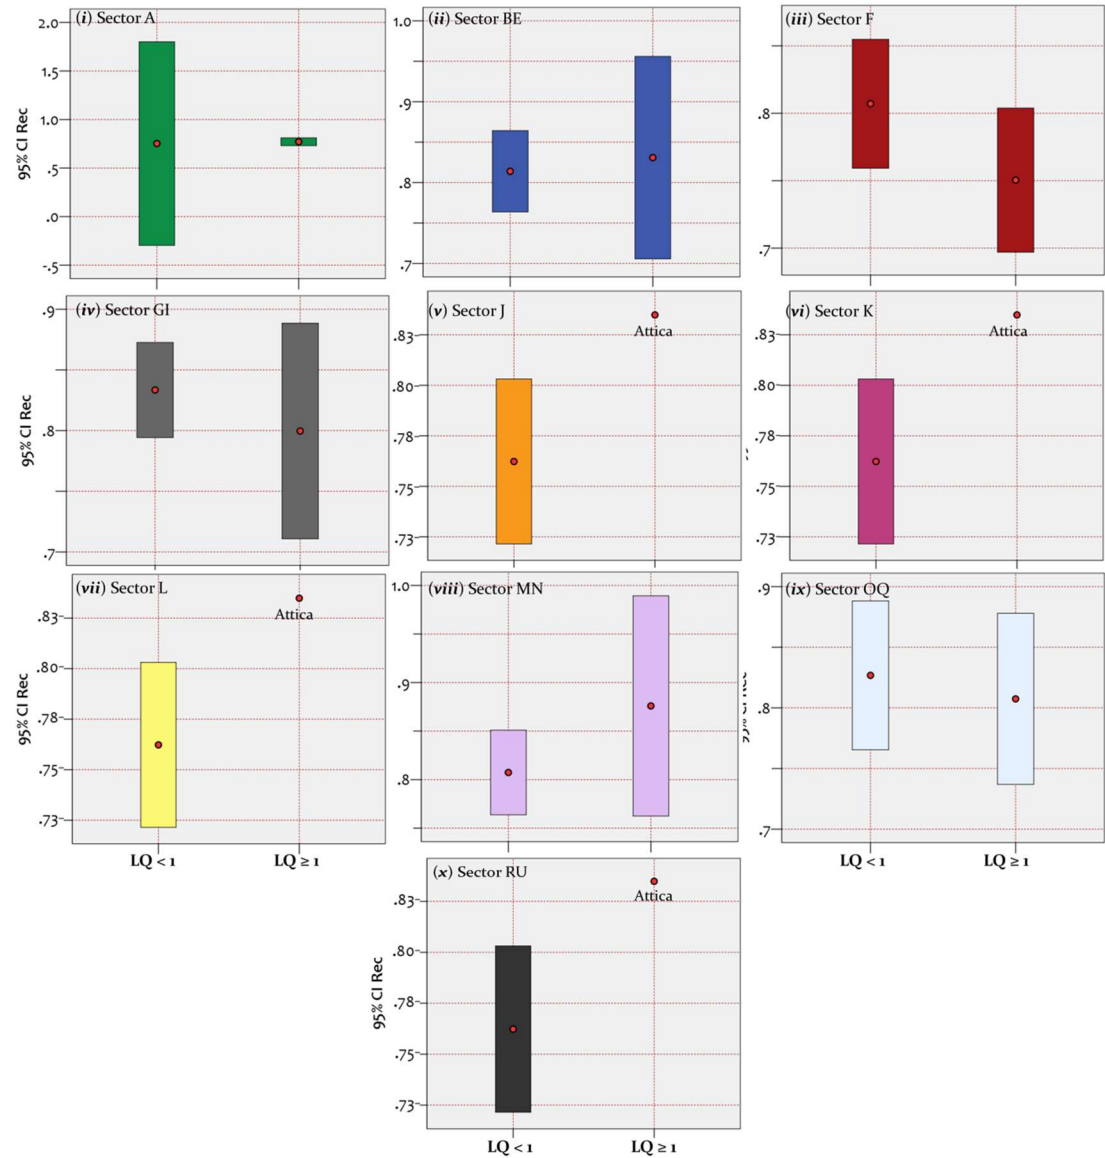 (i) Sector A
2.0
1.5
1.0
.5
.0
-.5
95% CI Rec
(ii) Sector BE
1.0
.9
.8
.7
(iii) Sector F
.8
.7
(iv) Sector GI
.9
.8
.7
95% CI Rec
(v) Sector J
.83
.80
.78
.75
.73
Attica
(vi) Sector K
.83
.80
.78
.75
.73
Attica
(vii) Sector L
.83
.80
.78
.75
.73
95% CI Rec
Attica
LQ < 1
LQ ≥ 1
(viii) Sector MN
1.0
.9
.8
(ix) Sector OQ
.9
.8
.7
LQ < 1
LQ ≥ 1
(x) Sector RU
.83
.80
.78
.75
.73
95% CI Rec
Attica
LQ < 1
LQ ≥ 1